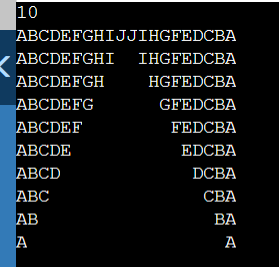 10
ABCDEFGHIJJIHGFEDCBA
ABCDEFGHI  IHGFEDCBA
ABCDEFGH    HGFEDCBA
ABCDEFG      GFEDCBA
ABCDEF        FEDCBA
ABCDE          EDCBA
ABCD            DCBA
ABC              CBA
AB                BA
A                  A